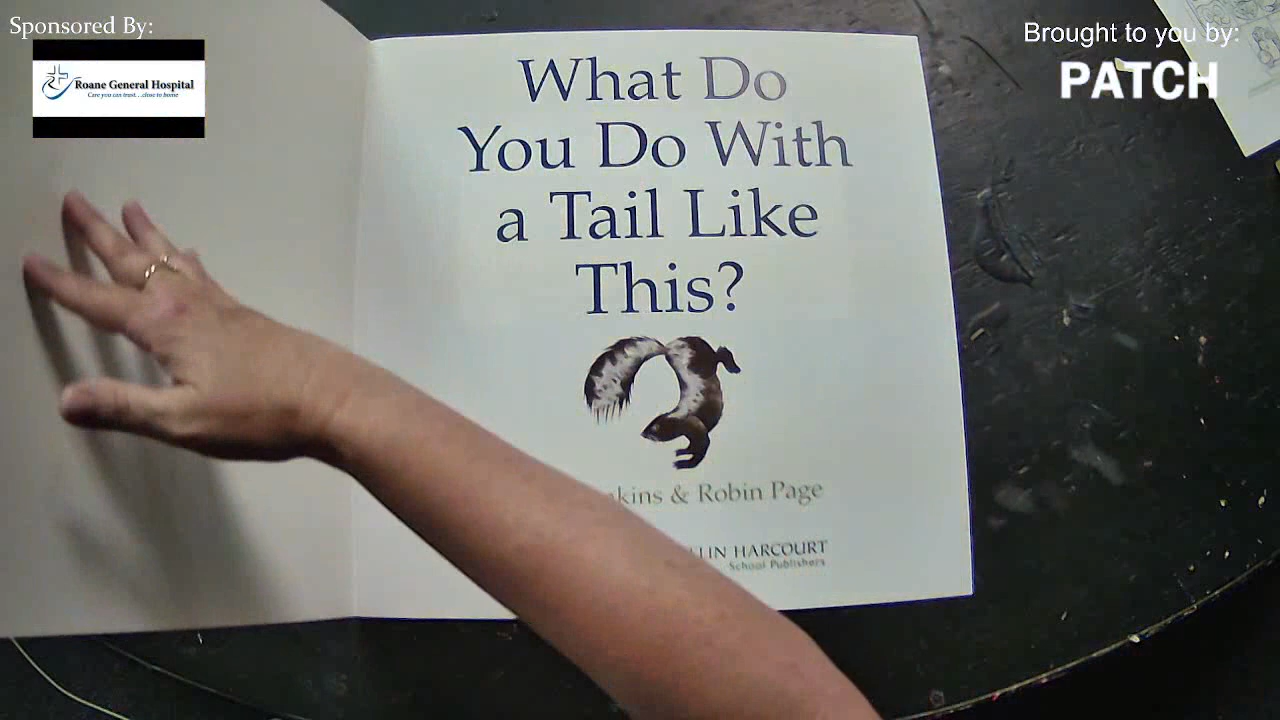 Sponsored By:
Roane General Hospital
Care you can trust. . .close to home
Brought to you by:
PATCH
What Do
You Do With
a Tail Like
This?
kins & Robin Page
LIN HARCOURT
School Publishers